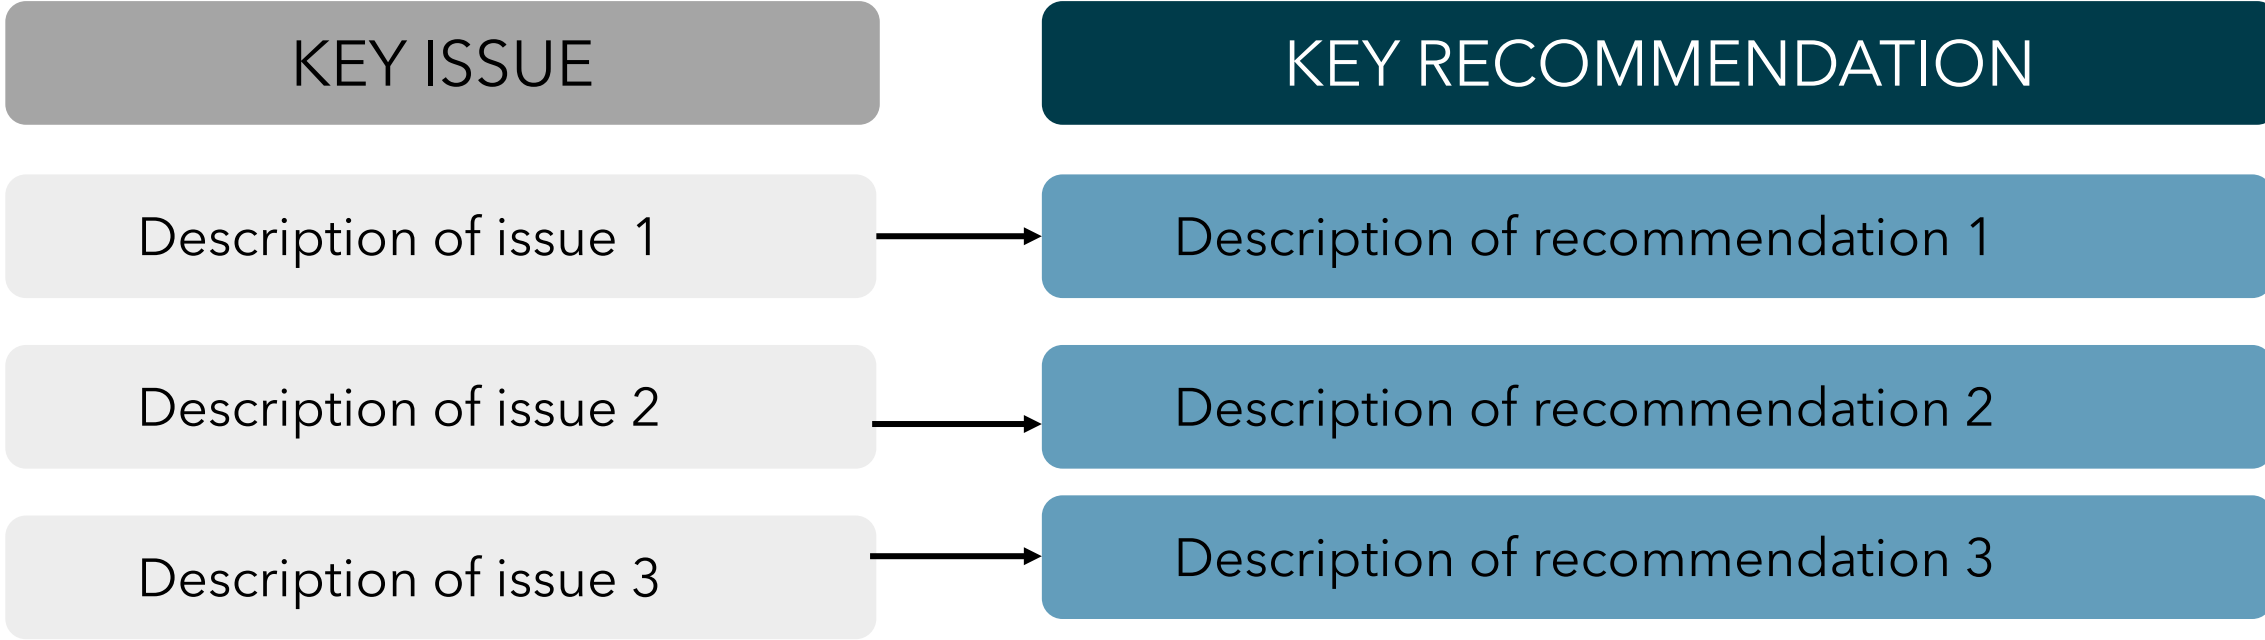 KEY ISSUE
KEY RECOMMENDATION
Description of issue 1
Description of recommendation 1
Description of issue 2
Description of recommendation 2
Description of issue 3
Description of recommendation 3